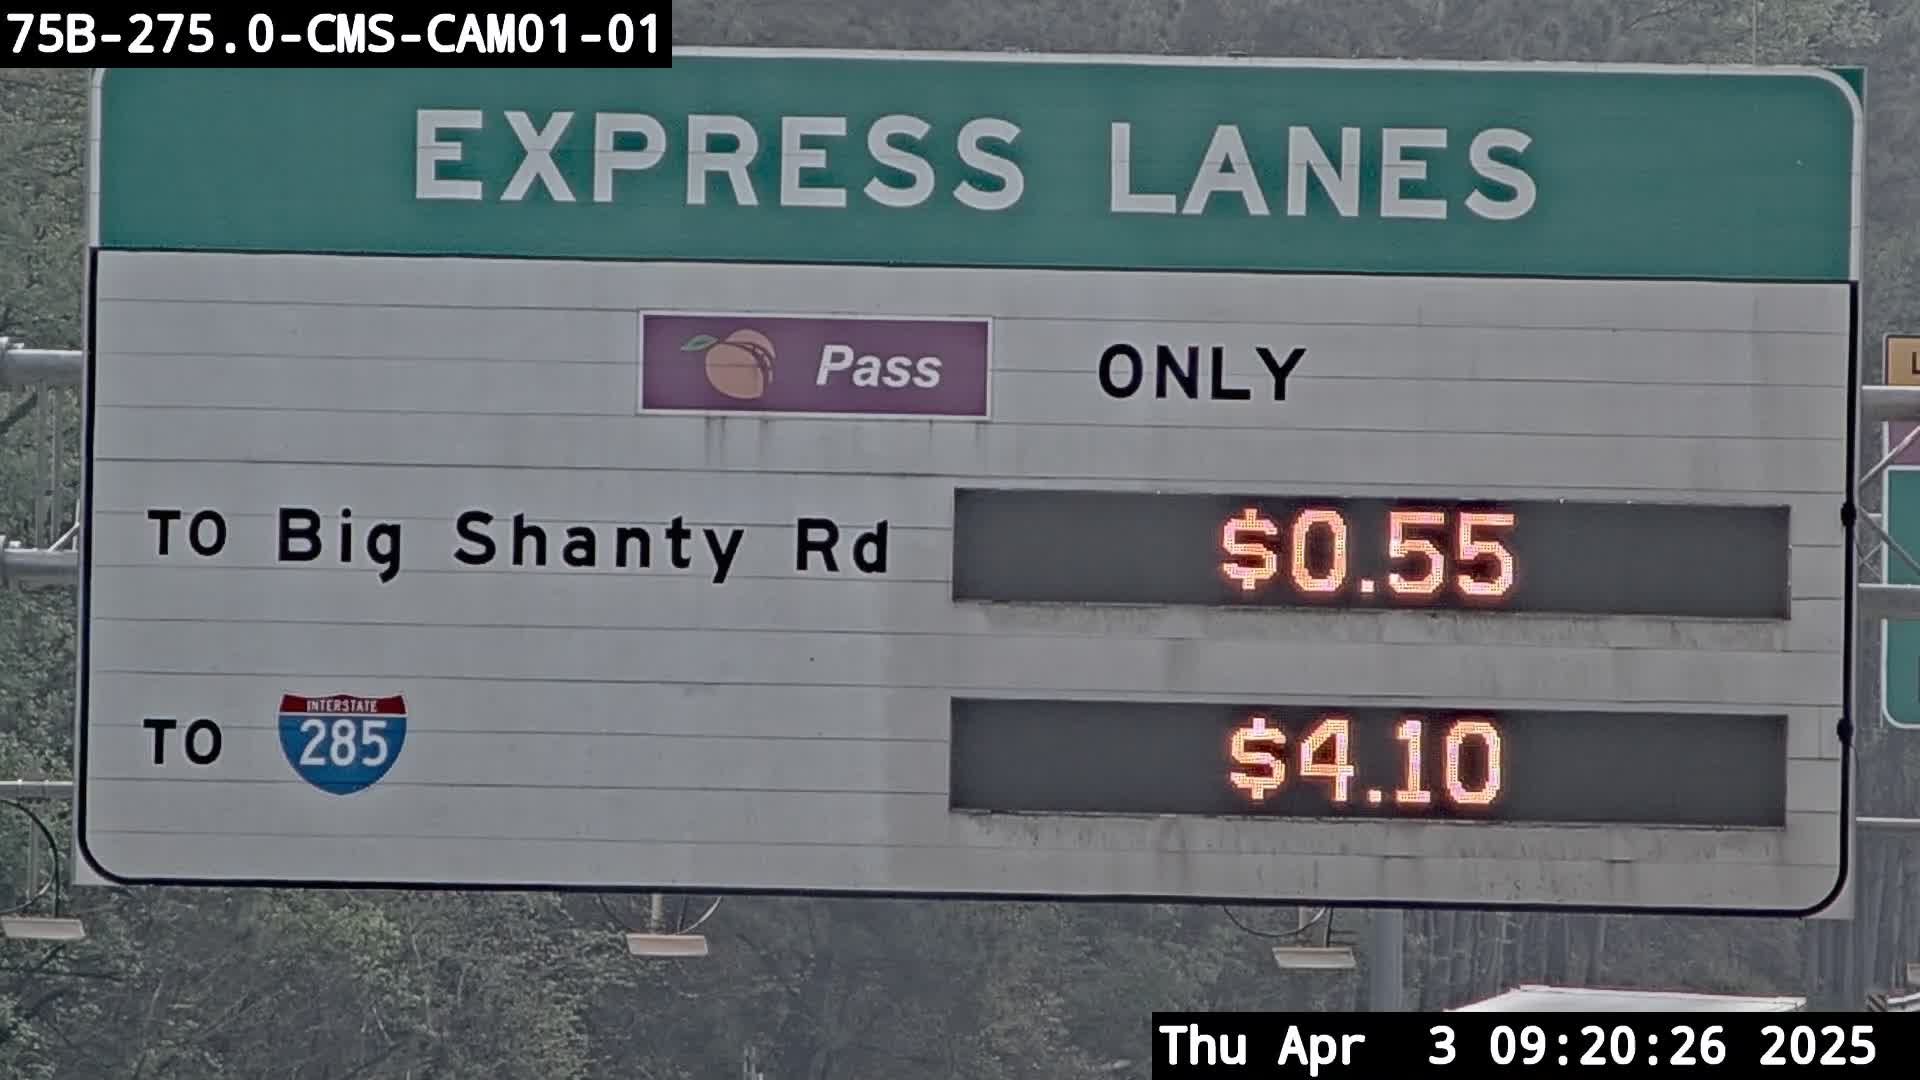 75B-275.0-CMS-CAM01-01
EXPRESS LANES
Pass ONLY
TO Big Shanty Rd $0.55
TO INTERSTATE 285 $4.10
Thu Apr 3 09:20:26 2025